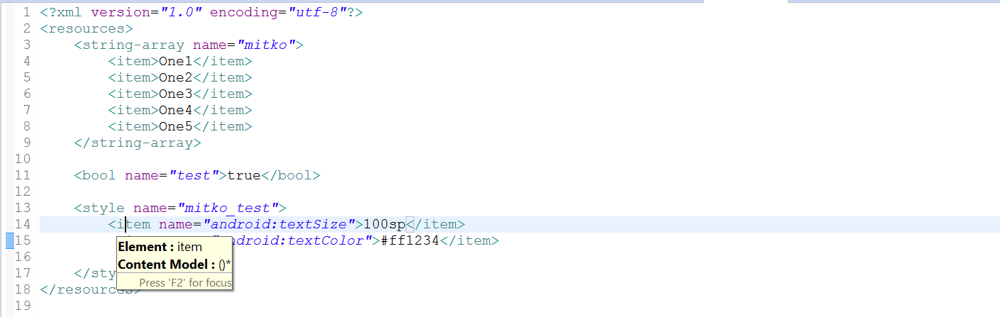 1 <?xml version="1.0" encoding="utf-8"?>
2 <resources>
3     <string-array name="mitko">
4         <item>One1</item>
5         <item>One2</item>
6         <item>One3</item>
7         <item>One4</item>
8         <item>One5</item>
9     </string-array>
10
11     <bool name="test">true</bool>
12
13     <style name="mitko_test">
14         <item name="android:textSize">100sp</item>
15 android:textColor">#ff1234</item>
Element : item
16
Content Model : ()*
17     </sty
Press 'F2' for focus
18 </resources>
19